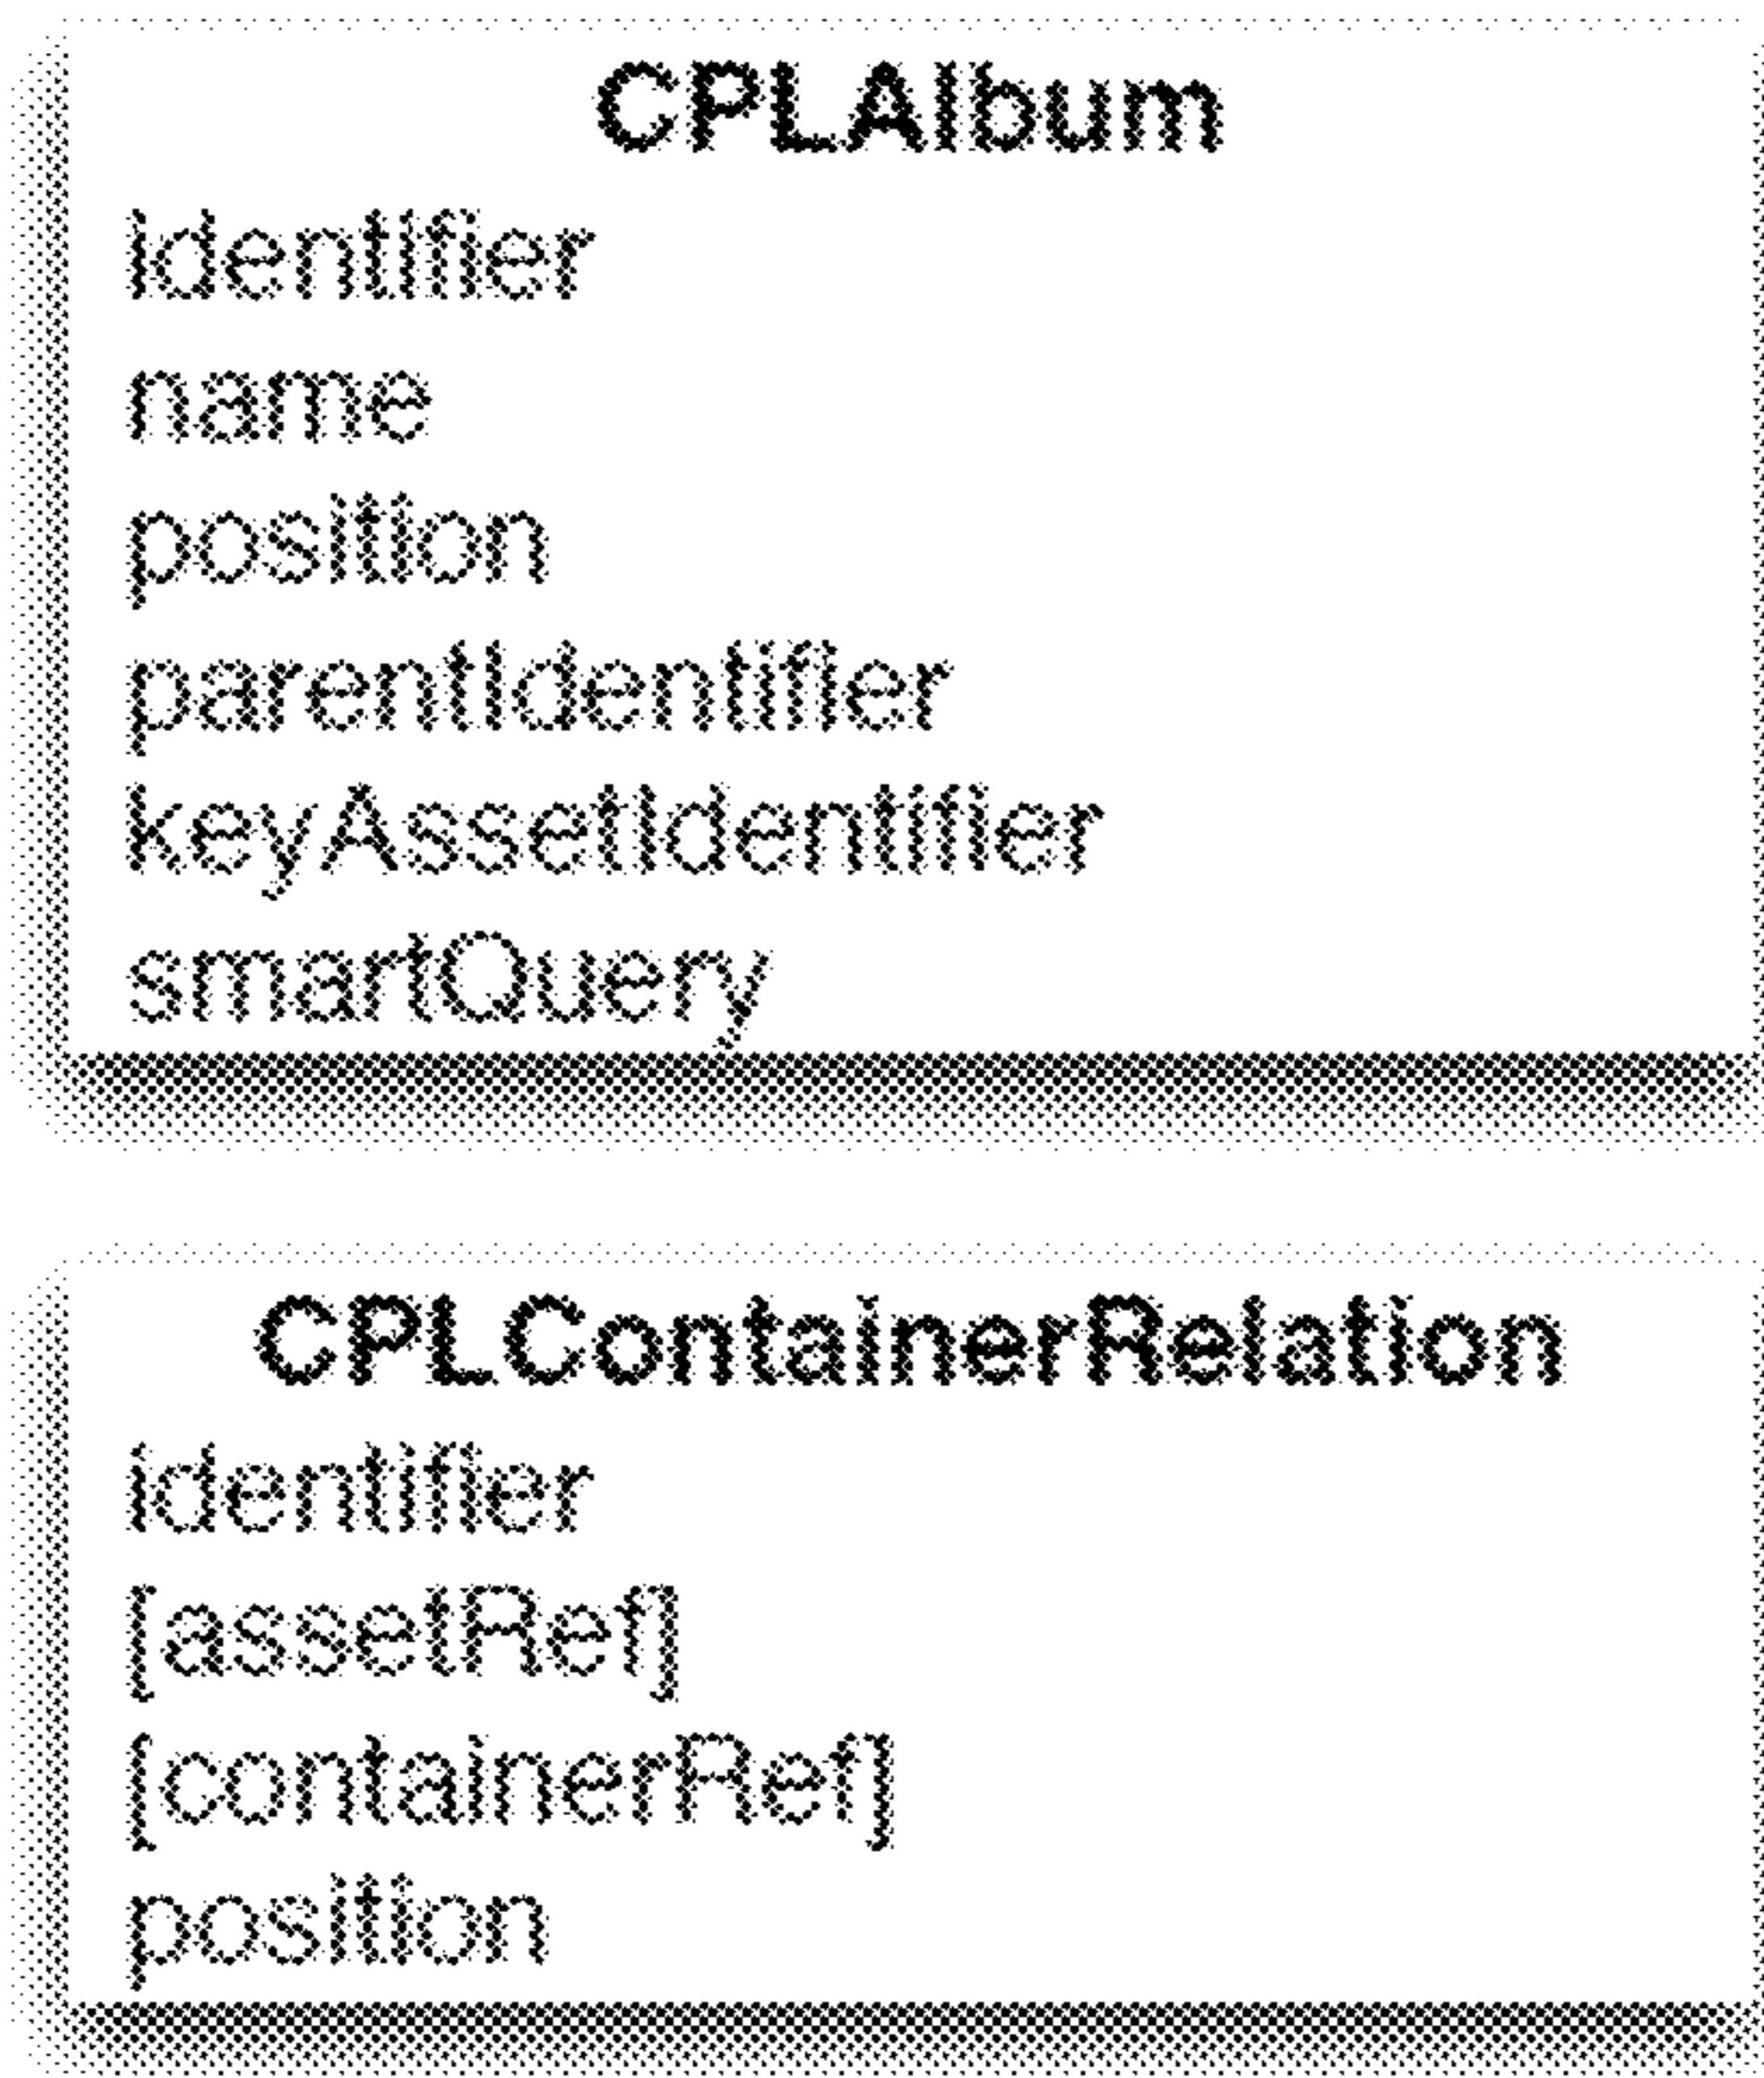 CPLAlbum
identifier
name
position
parentIdentifier
keyAssetIdentifier
smartQuery
CPLContainerRelation
identifier
[assetRef]
[containerRef]
position